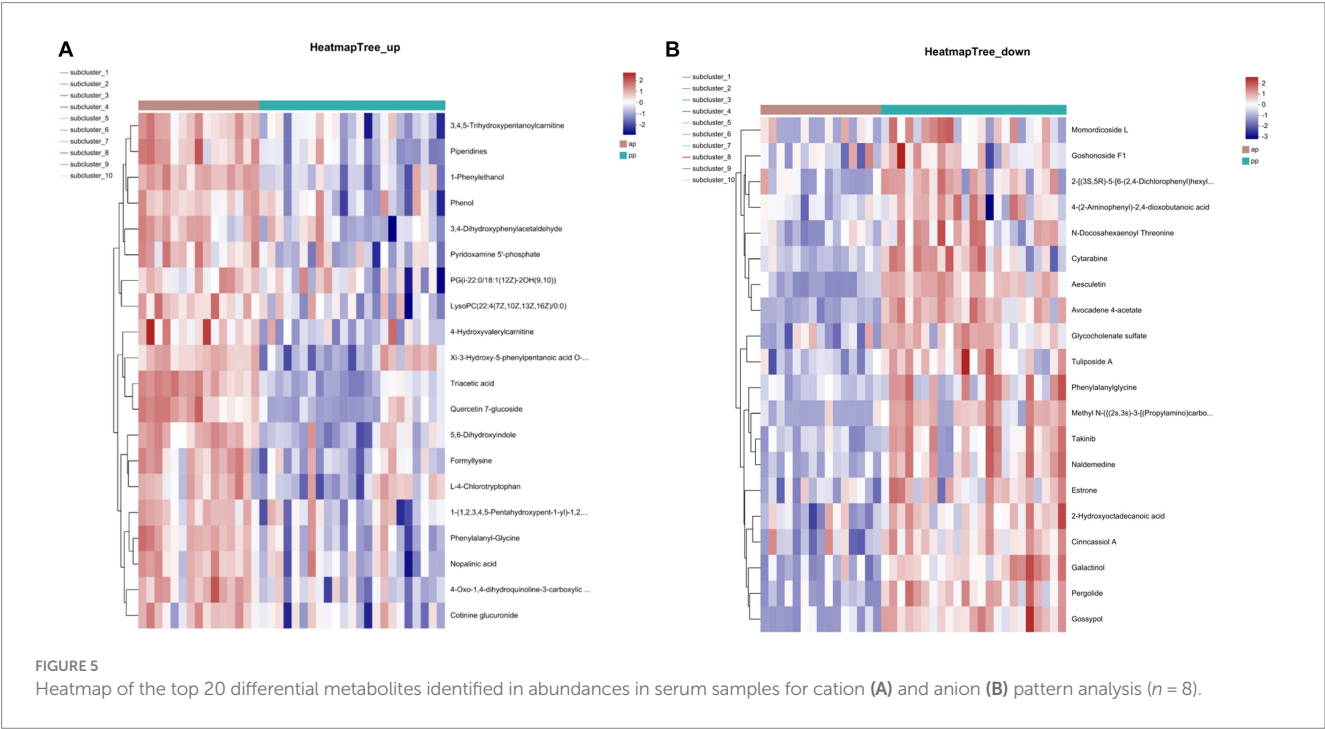 A
HeatmapTree_up
subcluster_1
subcluster_2
subcluster_3
subcluster_4
subcluster_5
subcluster_6
subcluster_7
subcluster_8
subcluster_9
subcluster_10
2
1
0
-1
-2
ap
pp
3,4,5-Trihydroxypentanoylcarnitine
Piperidines
1-Phenylethanol
Phenol
3,4-Dihydroxyphenylacetaldehyde
Pyridoxamine 5'-phosphate
PG(i-22:0/18:1(12Z)-2OH(9,10))
LysoPC(22:4(7Z,10Z,13Z,16Z)/0:0)
4-Hydroxyvalerylcarnitine
Xi-3-Hydroxy-5-phenylpentanoic acid O-...
Triacetic acid
Quercetin 7-glucoside
5,6-Dihydroxyindole
Formyllysine
L-4-Chlorotryptophan
1-(1,2,3,4,5-Pentahydroxypent-1-yl)-1,2,...
Phenylalanyl-Glycine
Nopalinic acid
4-Oxo-1,4-dihydroquinoline-3-carboxylic ...
Cotinine glucuronide
B
HeatmapTree_down
subcluster_1
subcluster_2
subcluster_3
subcluster_4
subcluster_5
subcluster_6
subcluster_7
subcluster_8
subcluster_9
subcluster_10
2
1
0
-1
-2
-3
ap
pp
Momordicoside L
Goshonoside F1
2-[(3S,5R)-5-[6-(2,4-Dichlorophenyl)hexyl...
4-(2-Aminophenyl)-2,4-dioxobutanoic acid
N-Docosahexaenoyl Threonine
Cytarabine
Aesculetin
Avocadene 4-acetate
Glycocholenate sulfate
Tuliposide A
Phenylalanylglycine
Methyl N-({(2s,3s)-3-[(Propylamino)carbo...
Takinib
Naldemedine
Estrone
2-Hydroxyoctadecanoic acid
Cinncassiol A
Galactinol
Pergolide
Gossypol
FIGURE 5
Heatmap of the top 20 differential metabolites identified in abundances in serum samples for cation (A) and anion (B) pattern analysis (n = 8).